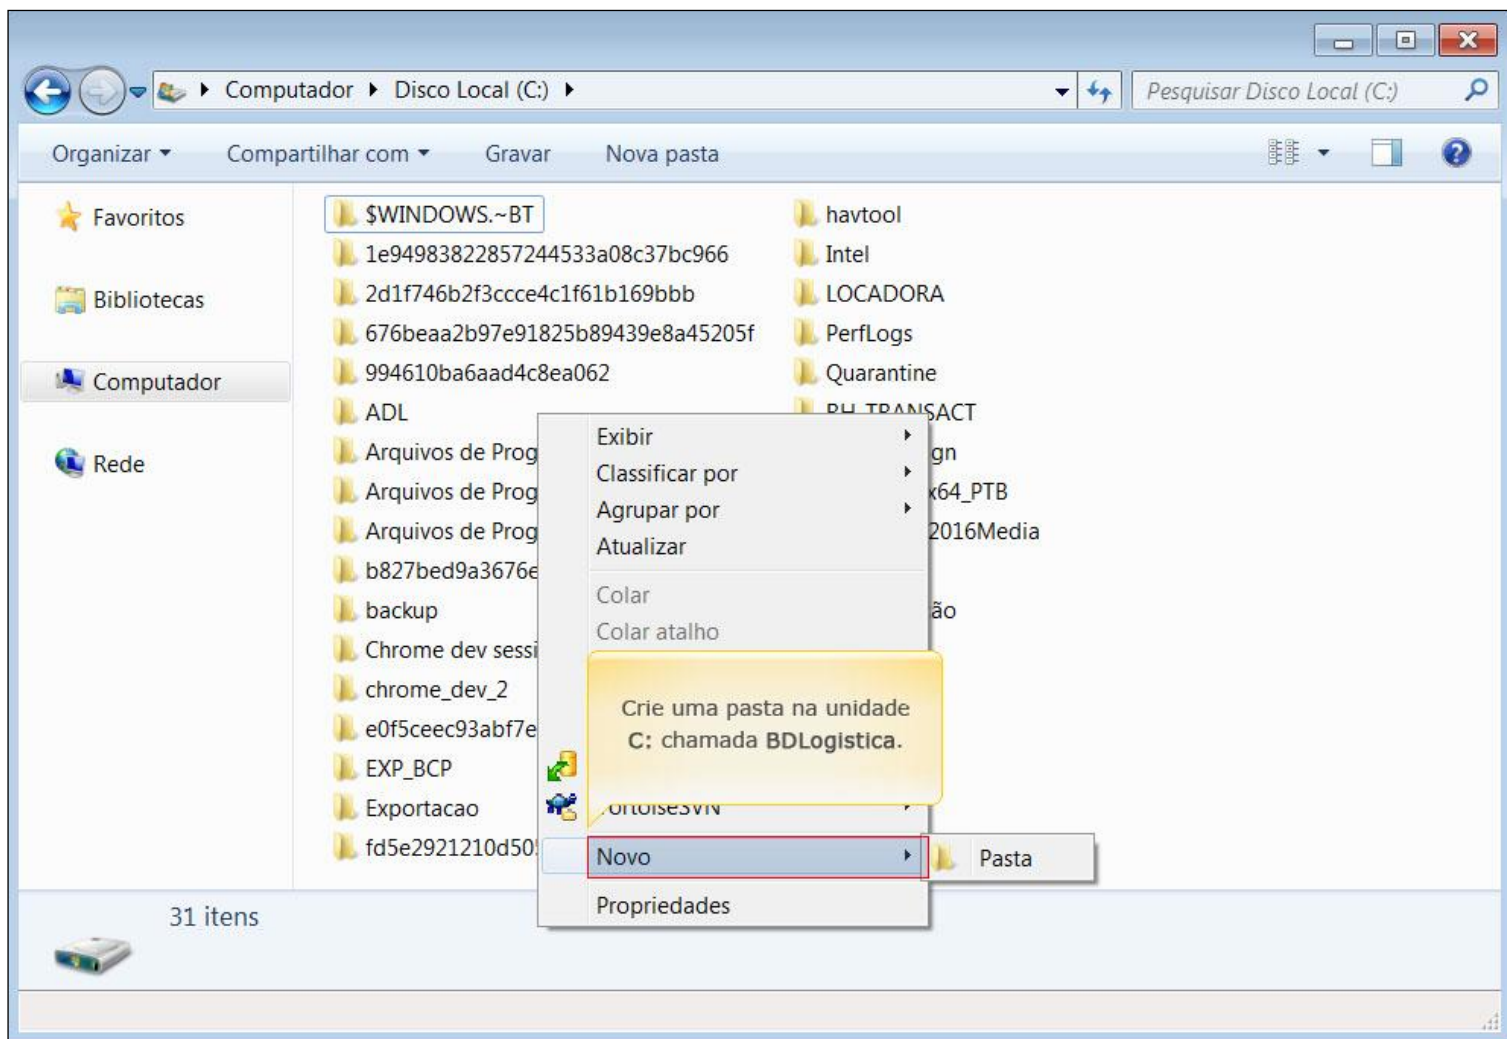 Computador Disco Local (C:)
Pesquisar Disco Local (C:)
Organizar Compartilhar com Gravar Nova pasta
Favoritos
Bibliotecas
Computador
Rede
$WINDOWS.~BT
1e94983822857244533a08c37bc966
2d1f746b2f3ccce4c1f61b169bbb
676beaa2b97e91825b89439e8a45205f
994610ba6aad4c8ea062
ADL
Arquivos de Prog
Arquivos de Prog
Arquivos de Prog
b827bed9a3676e
backup
Chrome dev sessi
chrome_dev_2
e0f5ceec93abf7e
EXP_BCP
Exportacao
fd5e2921210d50
havtool
Intel
LOCADORA
PerfLogs
Quarantine
RH_TRANSACT
gn
x64_PTB
2016Media
ão
Exibir
Classificar por
Agrupar por
Atualizar
Colar
Colar atalho
Crie uma pasta na unidade
C: chamada BDLogistica.
TortoiseSVN
Novo
Pasta
Propriedades
31 itens